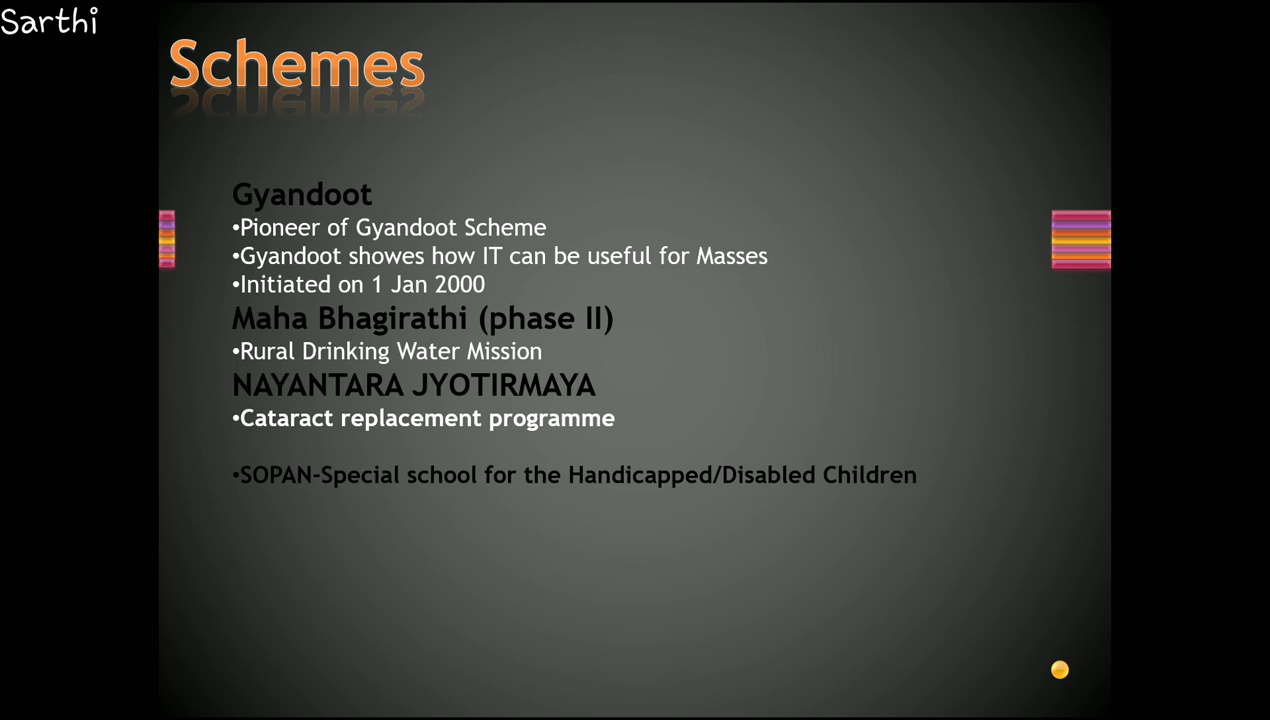 Sarthi
Schemes
Gyandoot
•Pioneer of Gyandoot Scheme
•Gyandoot showes how IT can be useful for Masses
•Initiated on 1 Jan 2000
Maha Bhagirathi (phase II)
•Rural Drinking Water Mission
NAYANTARA JYOTIRMAYA
•Cataract replacement programme
•SOPAN-Special school for the Handicapped/Disabled Children